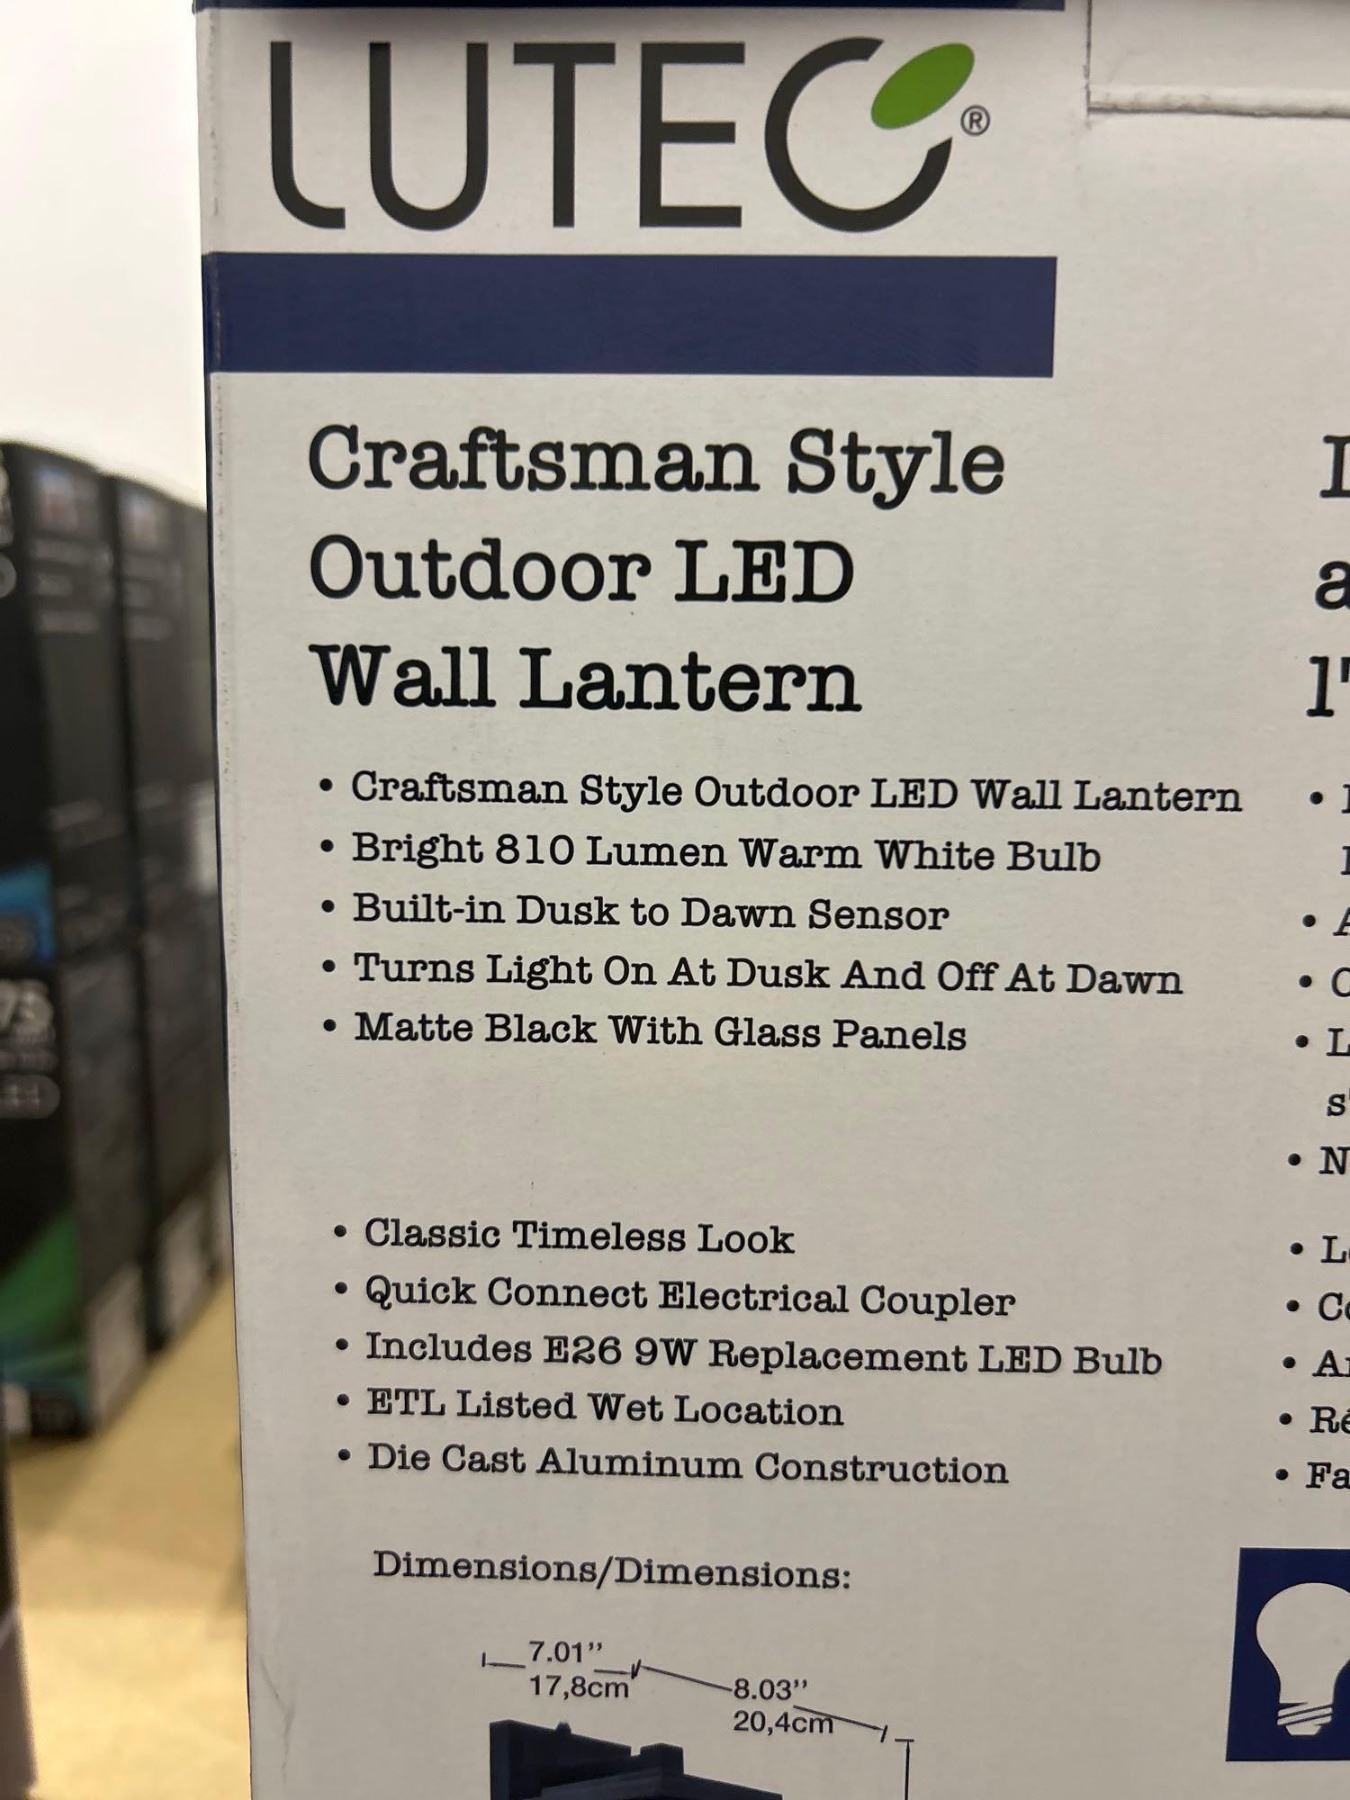 LUTEC®
Craftsman Style
Outdoor LED
Wall Lantern
• Craftsman Style Outdoor LED Wall Lantern
• Bright 810 Lumen Warm White Bulb
• Built-in Dusk to Dawn Sensor
• Turns Light On At Dusk And Off At Dawn
• Matte Black With Glass Panels
• Classic Timeless Look
• Quick Connect Electrical Coupler
• Includes E26 9W Replacement LED Bulb
• ETL Listed Wet Location
• Die Cast Aluminum Construction
Dimensions/Dimensions:
7.01"
17,8cm
8.03"
20,4cm